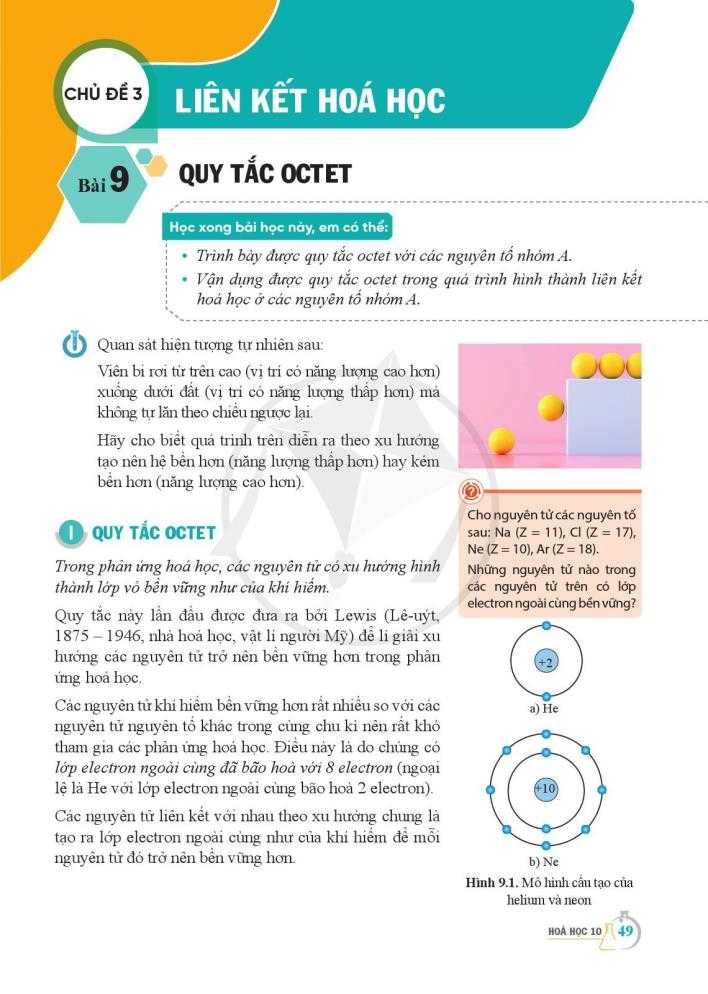 CHỦ ĐỀ 3
LIÊN KẾT HOÁ HỌC
Bài 9
QUY TẮC OCTET
Học xong bài học này, em có thể:
• Trình bày được quy tắc octet với các nguyên tố nhóm A.
• Vận dụng được quy tắc octet trong quá trình hình thành liên kết
hoá học ở các nguyên tố nhóm A.
Quan sát hiện tượng tự nhiên sau:
Viên bi rơi từ trên cao (vị trí có năng lượng cao hơn)
xuống dưới đất (vị trí có năng lượng thấp hơn) mà
không tự lăn theo chiều ngược lại.
Hãy cho biết quá trình trên diễn ra theo xu hướng
tạo nên hệ bền hơn (năng lượng thấp hơn) hay kém
bền hơn (năng lượng cao hơn).
I QUY TẮC OCTET
Trong phản ứng hoá học, các nguyên tử có xu hướng hình
thành lớp vỏ bền vững như của khí hiếm.
Quy tắc này lần đầu được đưa ra bởi Lewis (Lê-uýt,
1875 – 1946, nhà hoá học, vật lí người Mỹ) để lí giải xu
hướng các nguyên tử trở nên bền vững hơn trong phản
ứng hoá học.
Các nguyên tử khí hiếm bền vững hơn rất nhiều so với các
nguyên tử nguyên tố khác trong cùng chu kì nên rất khó
tham gia các phản ứng hoá học. Điều này là do chúng có
lớp electron ngoài cùng đã bão hoà với 8 electron (ngoại
lệ là He với lớp electron ngoài cùng bão hoà 2 electron).
Các nguyên tử liên kết với nhau theo xu hướng chung là
tạo ra lớp electron ngoài cùng như của khí hiếm để mỗi
nguyên tử đó trở nên bền vững hơn.
?
Cho nguyên tử các nguyên tố
sau: Na (Z = 11), Cl (Z = 17),
Ne (Z = 10), Ar (Z = 18).
Những nguyên tử nào trong
các nguyên tử trên có lớp
electron ngoài cùng bền vững?
+2
a) He
+10
b) Ne
Hình 9.1. Mô hình cấu tạo của
helium và neon
HOÁ HỌC 10 49